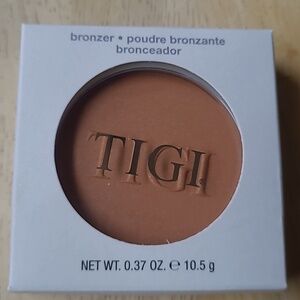 bronzer • poudre bronzante
bronceador
TIGI
NET WT. 0.37 OZ. ℮ 10.5 g